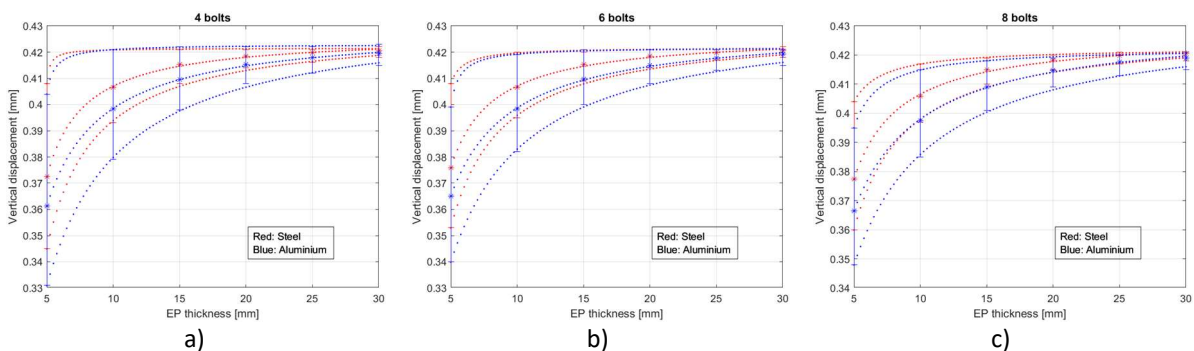 4 bolts
0.43
0.42
0.41
0.4
0.39
0.38
0.37
0.36
0.35
0.34
0.33
Vertical displacement [mm]
Red: Steel
Blue: Aluminium
5 10 15 20 25 30
EP thickness [mm]
a)
6 bolts
0.43
0.42
0.41
0.4
0.39
0.38
0.37
0.36
0.35
0.34
0.33
Vertical displacement [mm]
Red: Steel
Blue: Aluminium
5 10 15 20 25 30
EP thickness [mm]
b)
8 bolts
0.43
0.42
0.41
0.4
0.39
0.38
0.37
0.36
0.35
0.34
Vertical displacement [mm]
Red: Steel
Blue: Aluminium
5 10 15 20 25 30
EP thickness [mm]
c)